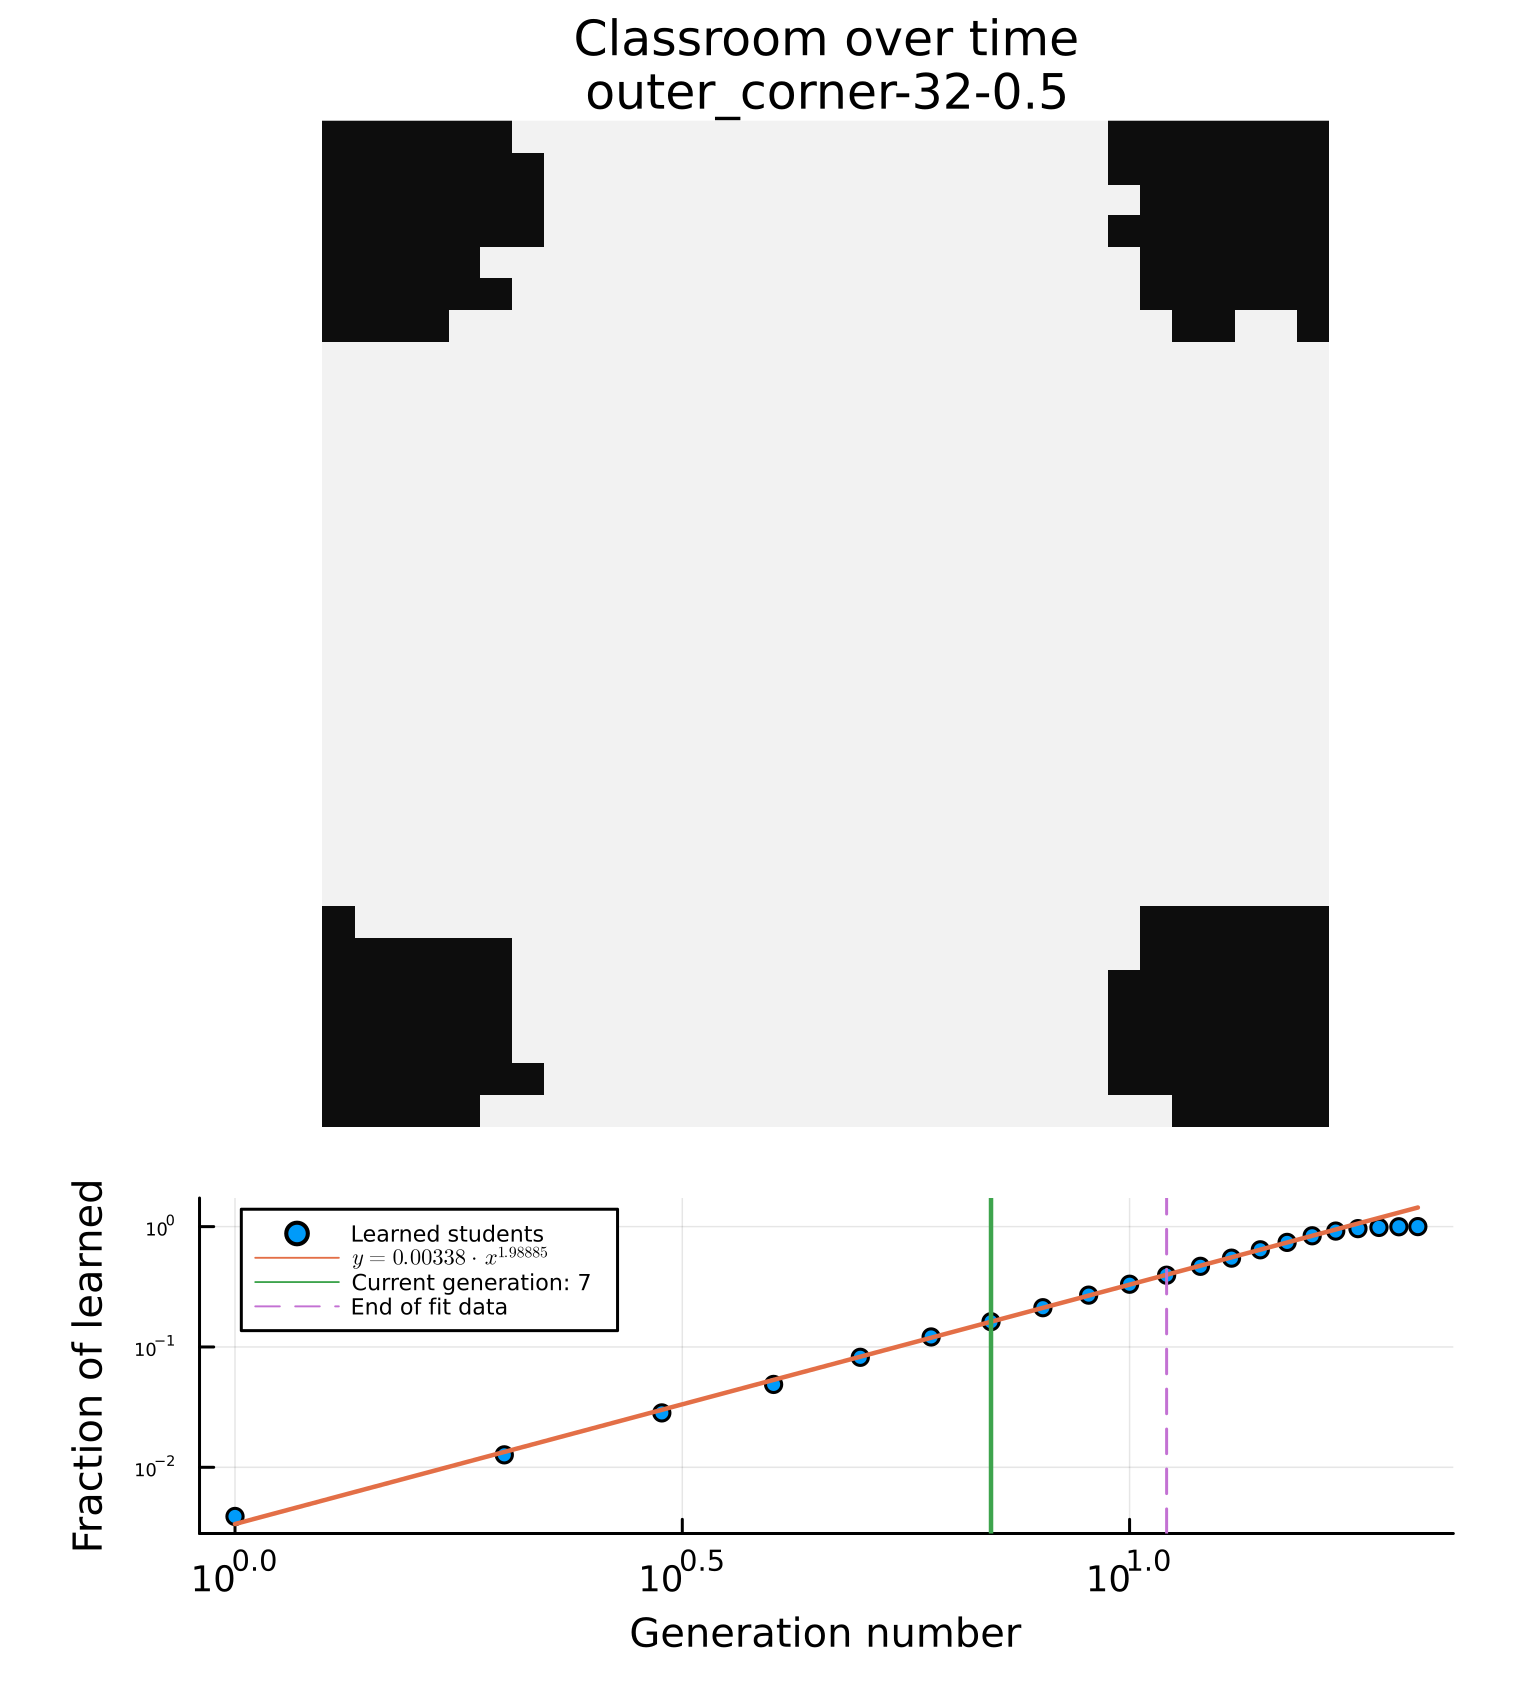 Classroom over time
outer_corner-32-0.5
Fraction of learned
10⁰
10⁻¹
10⁻²
Learned students
y = 0.00338 · x^1.98885
Current generation: 7
End of fit data
10^0.0 10^0.5 10^1.0
Generation number